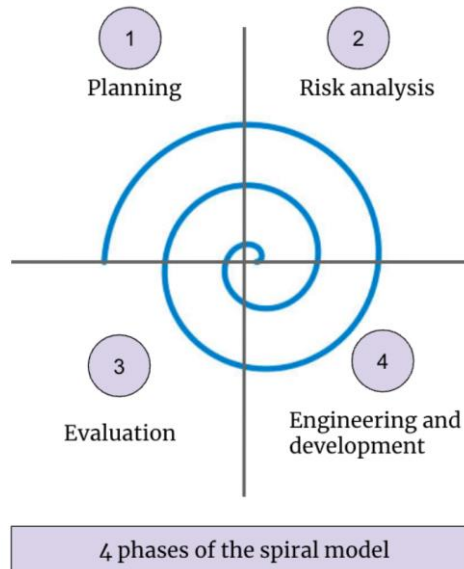 1
Planning
2
Risk analysis
3
Evaluation
4
Engineering and
development
4 phases of the spiral model